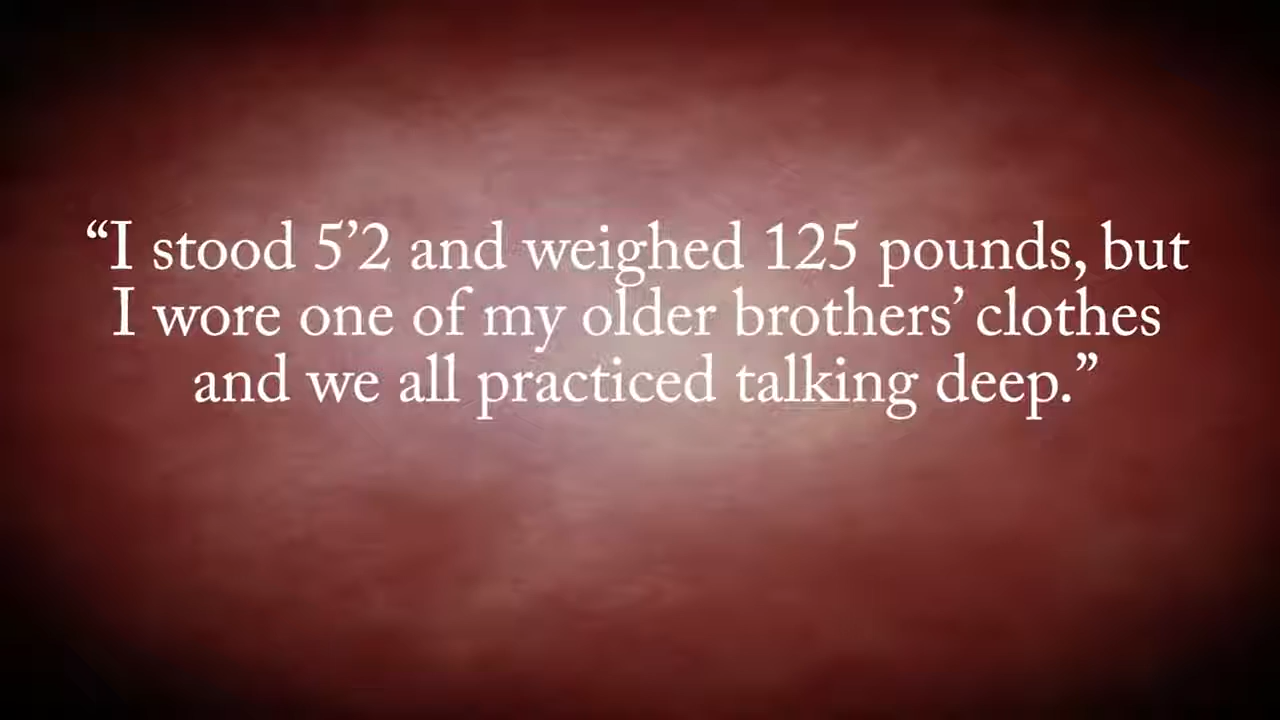 “I stood 5’2 and weighed 125 pounds, but
I wore one of my older brothers’ clothes
and we all practiced talking deep.”